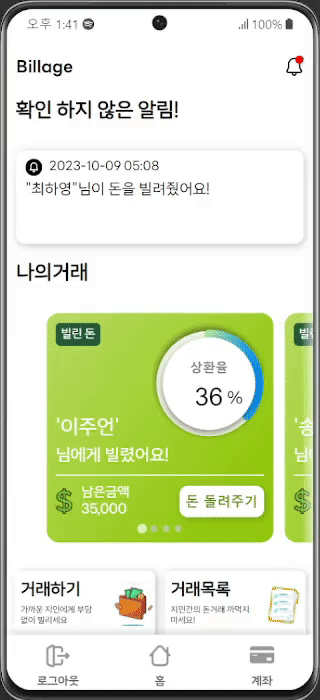 오후 1:41 100%
Billage
확인 하지 않은 알림!
2023-10-09 05:08
"최하영"님이 돈을 빌려줬어요!
나의거래
빌린 돈
상환율
36 %
'이주언'
님에게 빌렸어요!
남은금액
35,000
돈 돌려주기
거래하기
가까운 지인에게 부담
없이 빌리세요
거래목록
지인간의 돈거래 까먹지
마세요!
로그아웃 홈 계좌